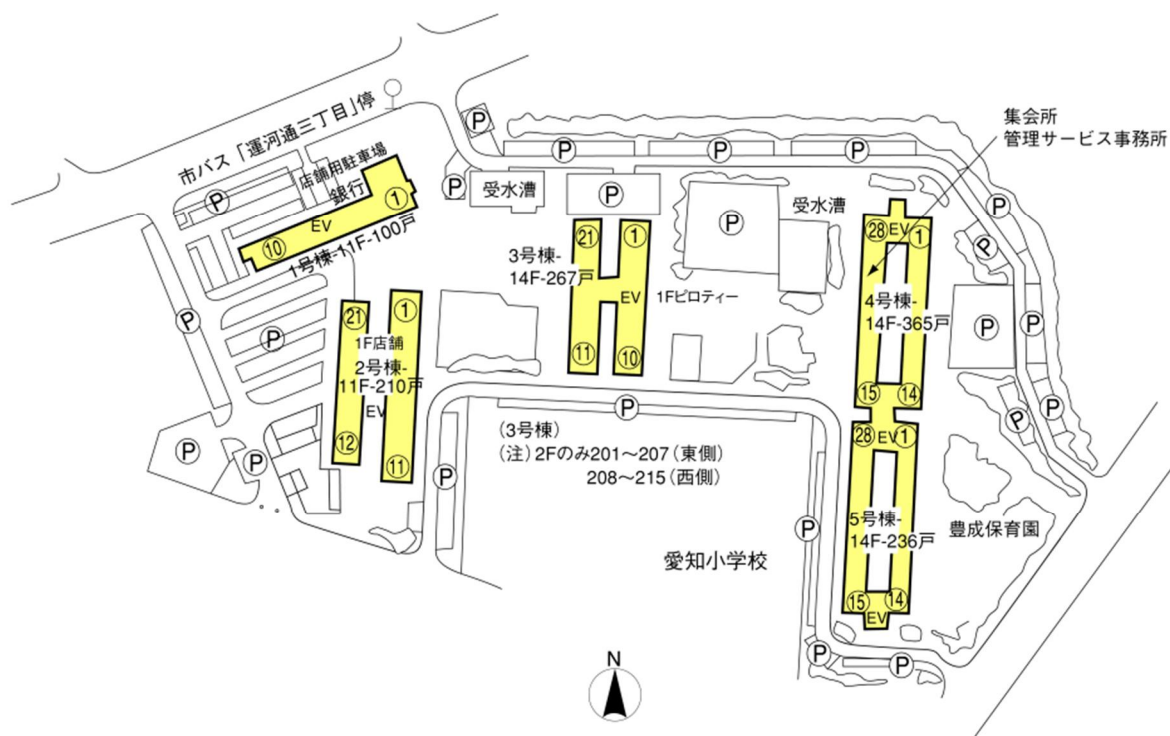 市バス「運河通三丁目」停
P
P
P
P
P
店舗用駐車場
銀行
P
P
受水漕
受水漕
集会所
管理サービス事務所
①
EV
⑩
1号棟-11F-100戸
P
P
㉑
①
3号棟-
14F-267戸
EV
1Fピロティー
⑪
⑩
㉘
EV
①
4号棟-
14F-365戸
P
P
P
P
P
⑮
⑭
P
P
㉑
①
1F店舗
2号棟-
11F-210戸
EV
⑫
⑪
P
(3号棟)
(注) 2Fのみ201〜207 (東側)
208〜215 (西側)
㉘
EV
①
5号棟-
14F-236戸
豊成保育園
P
P
P
P
愛知小学校
⑮
⑭
EV
P
P
N